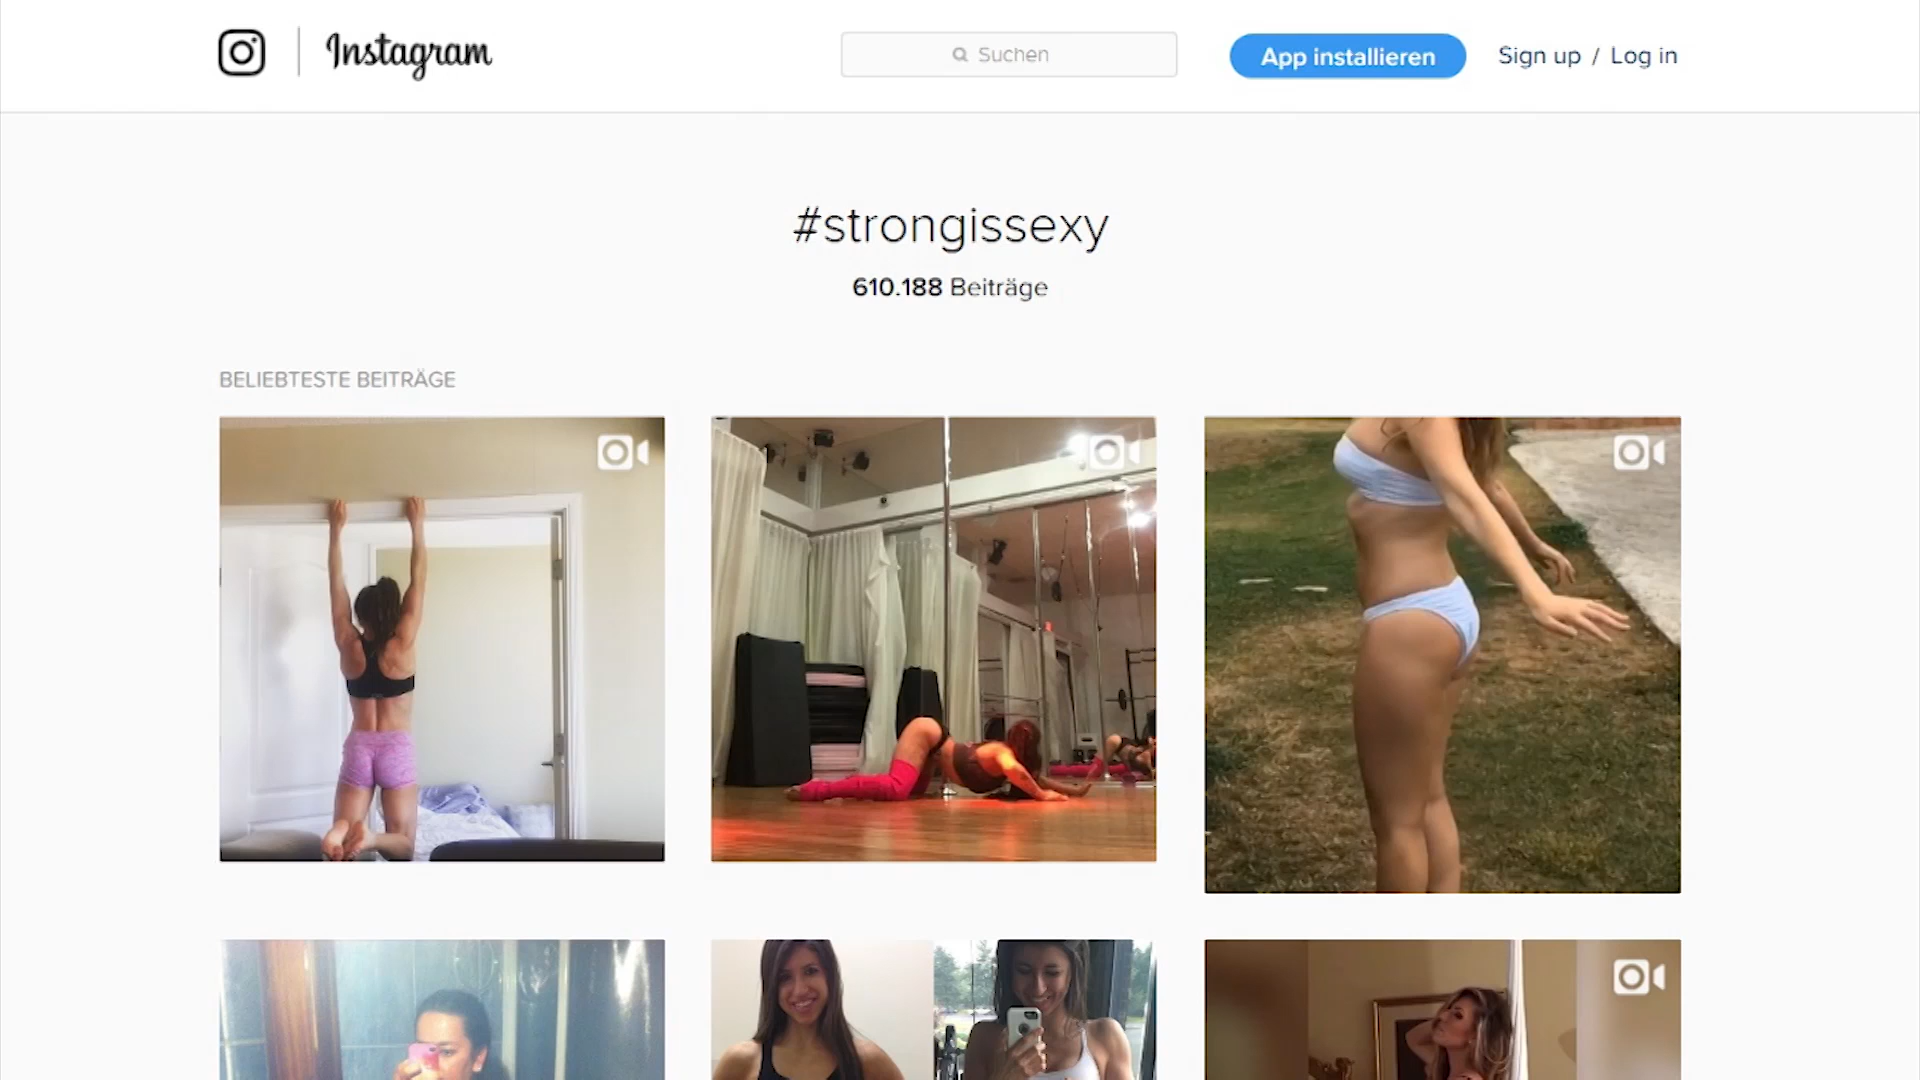 Instagram
Suchen
App installieren
Sign up / Log in
#strongissexy
610.188 Beiträge
BELIEBTESTE BEITRÄGE